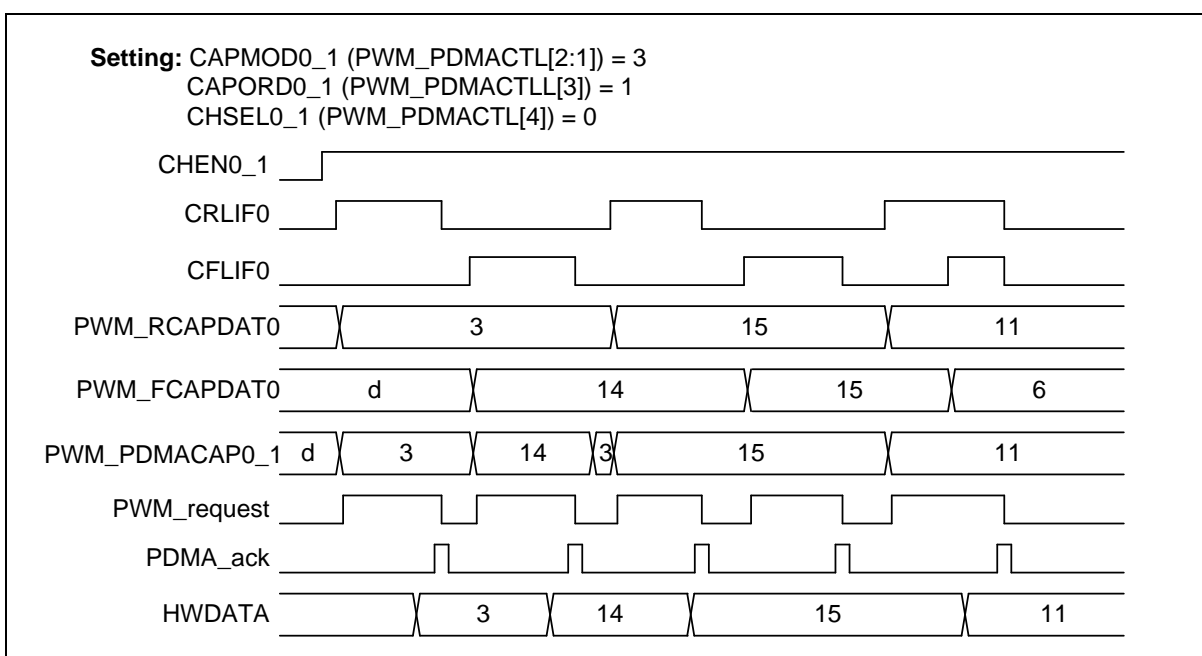 Setting: CAPMOD0_1 (PWM_PDMACTL[2:1]) = 3
CAPORD0_1 (PWM_PDMACTLL[3]) = 1
CHSEL0_1 (PWM_PDMACTL[4]) = 0
CHEN0_1
CRLIF0
CFLIF0
PWM_RCAPDAT0 3 15 11
PWM_FCAPDAT0 d 14 15 6
PWM_PDMACAP0_1 d 3 14 3 15 11
PWM_request
PDMA_ack
HWDATA 3 14 15 11